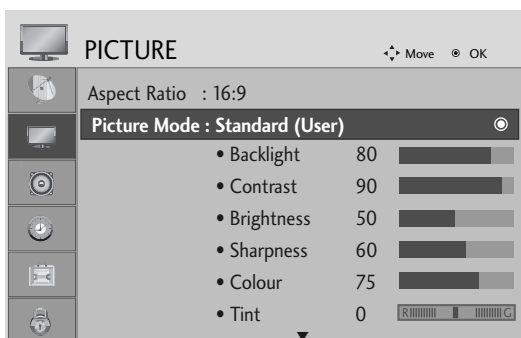 PICTURE Move OK
Aspect Ratio : 16:9
Picture Mode : Standard (User)
• Backlight 80
• Contrast 90
• Brightness 50
• Sharpness 60
• Colour 75
• Tint 0 R G